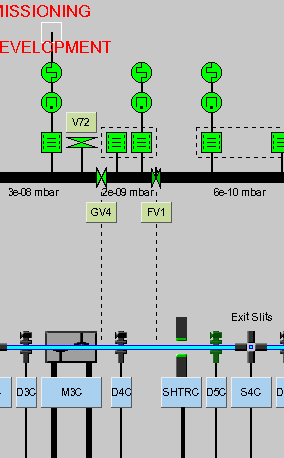 MISSIONING
EVELOPMENT
V72
3e-08 mbar
2e-09 mbar
6e-10 mbar
GV4
FV1
Exit Slits
D3C
M3C
D4C
SHTRC
D5C
S4C
D